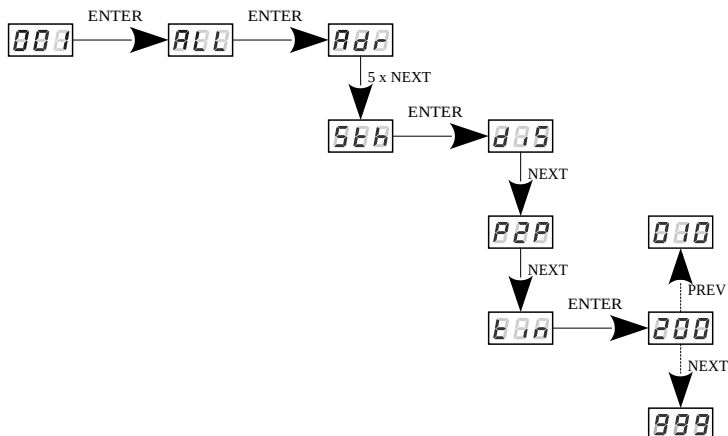 ENTER ENTER
001 ALL Adr
5 x NEXT
ENTER
Sth diS
NEXT
P2P 010
NEXT PREV
ENTER
tin 200
NEXT
999